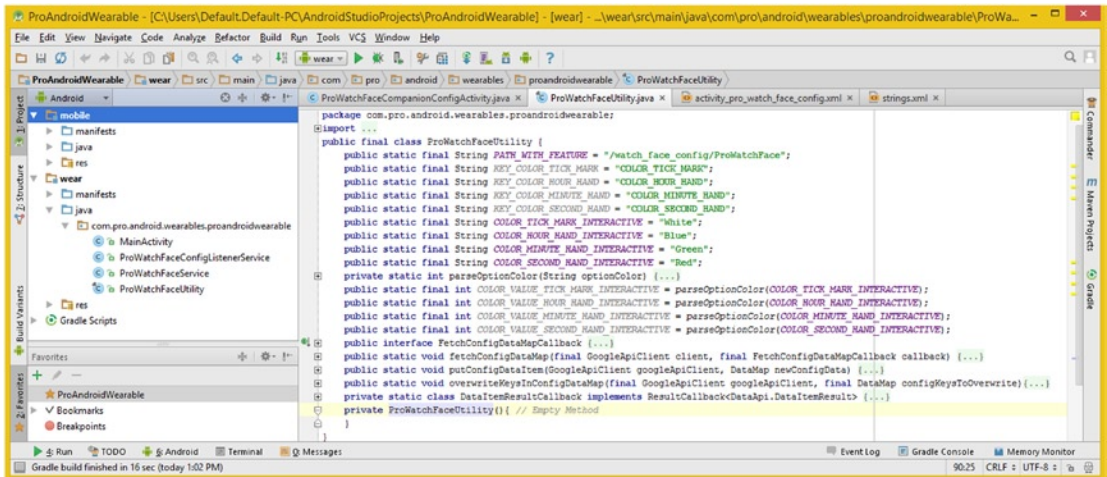 ProAndroidWearable - [C:\Users\Default.Default-PC\AndroidStudioProjects\ProAndroidWearable] - [wear] - ...\wear\src\main\java\com\pro\android\wearables\proandroidwearable\ProWa...
File Edit View Navigate Code Analyze Refactor Build Run Tools VCS Window Help
wear
ProAndroidWearable wear src main java com pro android wearables proandroidwearable ProWatchFaceUtility
Android
ProWatchFaceCompanionConfigActivity.java × ProWatchFaceUtility.java × activity_pro_watch_face_config.xml × strings.xml ×
1: Project
2: Structure
Build Variants
2: Favorites
mobile
manifests
java
res
wear
manifests
java
com.pro.android.wearables.proandroidwearable
MainActivity
ProWatchFaceConfigListenerService
ProWatchFaceService
ProWatchFaceUtility
res
Gradle Scripts
Favorites
ProAndroidWearable
Bookmarks
Breakpoints
package com.pro.android.wearables.proandroidwearable;
import ...
public final class ProWatchFaceUtility {
public static final String PATH_WITH_FEATURE = "/watch_face_config/ProWatchFace";
public static final String KEY_COLOR_TICK_MARK = "COLOR_TICK_MARK";
public static final String KEY_COLOR_HOUR_HAND = "COLOR_HOUR_HAND";
public static final String KEY_COLOR_MINUTE_HAND = "COLOR_MINUTE_HAND";
public static final String KEY_COLOR_SECOND_HAND = "COLOR_SECOND_HAND";
public static final String COLOR_TICK_MARK_INTERACTIVE = "White";
public static final String COLOR_HOUR_HAND_INTERACTIVE = "Blue";
public static final String COLOR_MINUTE_HAND_INTERACTIVE = "Green";
public static final String COLOR_SECOND_HAND_INTERACTIVE = "Red";
private static int parseOptionColor(String optionColor) {...}
public static final int COLOR_VALUE_TICK_MARK_INTERACTIVE = parseOptionColor(COLOR_TICK_MARK_INTERACTIVE);
public static final int COLOR_VALUE_HOUR_HAND_INTERACTIVE = parseOptionColor(COLOR_HOUR_HAND_INTERACTIVE);
public static final int COLOR_VALUE_MINUTE_HAND_INTERACTIVE = parseOptionColor(COLOR_MINUTE_HAND_INTERACTIVE);
public static final int COLOR_VALUE_SECOND_HAND_INTERACTIVE = parseOptionColor(COLOR_SECOND_HAND_INTERACTIVE);
public interface FetchConfigDataMapCallback {...}
public static void fetchConfigDataMap(final GoogleApiClient client, final FetchConfigDataMapCallback callback) {...}
public static void putConfigDataItem(GoogleApiClient googleApiClient, DataMap newConfigData) {...}
public static void overwriteKeysInConfigDataMap(final GoogleApiClient googleApiClient, final DataMap configKeysToOverwrite){...}
private static class DataItemResultCallback implements ResultCallback<DataApi.DataItemResult> {...}
private ProWatchFaceUtility(){ // Empty Method
}
}
Commander
Maven Projects
Gradle
4: Run TODO 6: Android Terminal 0: Messages Event Log Gradle Console Memory Monitor
Gradle build finished in 16 sec (today 1:02 PM) 90:25 CRLF UTF-8